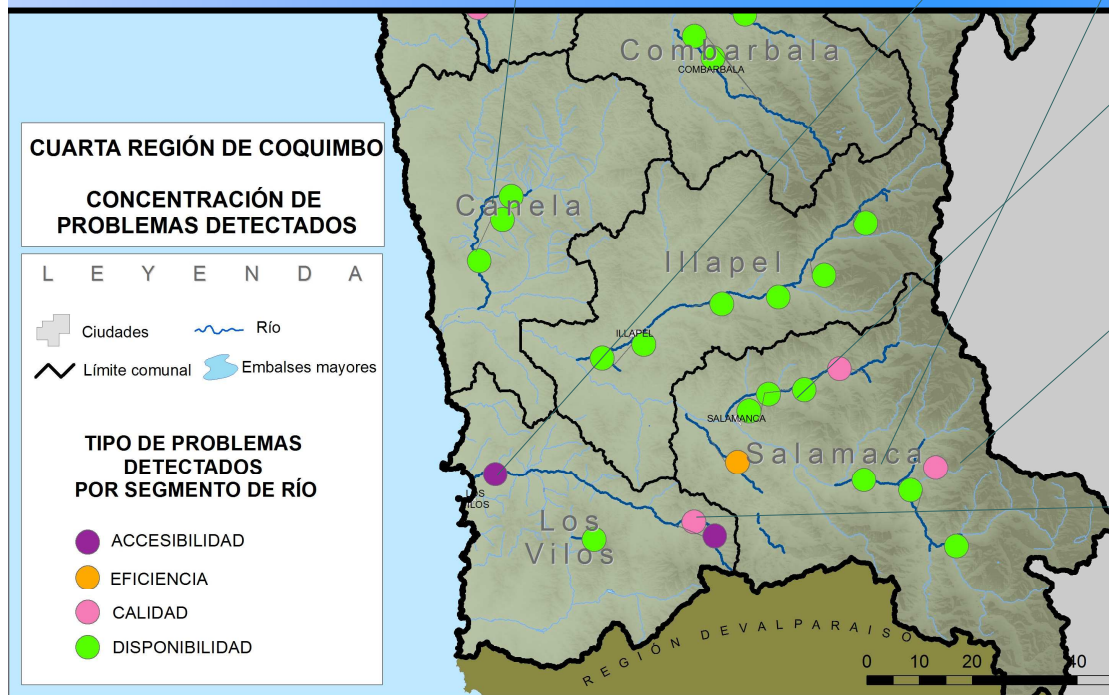 CUARTA REGIÓN DE COQUIMBO
CONCENTRACIÓN DE
PROBLEMAS DETECTADOS
L E Y E N D A
Ciudades
Río
Límite comunal
Embalses mayores
TIPO DE PROBLEMAS
DETECTADOS
POR SEGMENTO DE RÍO
ACCESIBILIDAD
EFICIENCIA
CALIDAD
DISPONIBILIDAD
Combarbala
COMBARBALA
Canela
Illapel
ILLAPEL
SALAMANCA
Salamaca
LOS
Los
Vilos
REGIÓN DEVALPARAISO
0 10 20 40